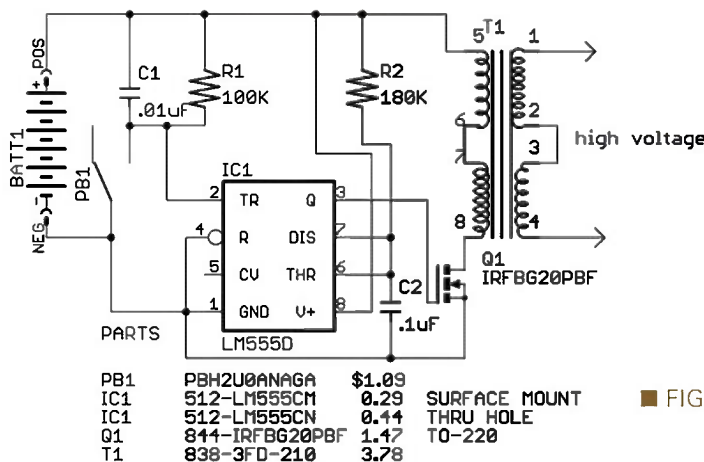 T1
POS
5
1
C1
R1
R2
.01uF
100K
180K
+
BATT1
2
6
high voltage
3
7
PB1
IC1
2 TR Q 3
4 R DIS 7
8
4
5 CV THR 6
Q1
IRFBG20PBF
-
NEG
C2
1 GND V+ 8
.1uF
PARTS
LM555D
PB1 PBH2U0ANAGA $1.09
IC1 512-LM555CM 0.29 SURFACE MOUNT
■ FIG
IC1 512-LM555CN 0.44 THRU HOLE
Q1 844-IRFBG20PBF 1.47 TO-220
T1 838-3FD-210 3.78